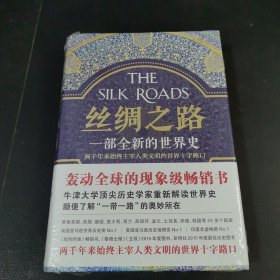 THE
SILK ROADS
丝绸之路
一部全新的世界史
两千年来始终主宰人类文明的世界十字路口
轰动全球的现象级畅销书
牛津大学顶尖历史学家重新解读世界史
顺便了解“一带一路”的奥妙所在
两千年来始终主宰人类文明的世界十字路口